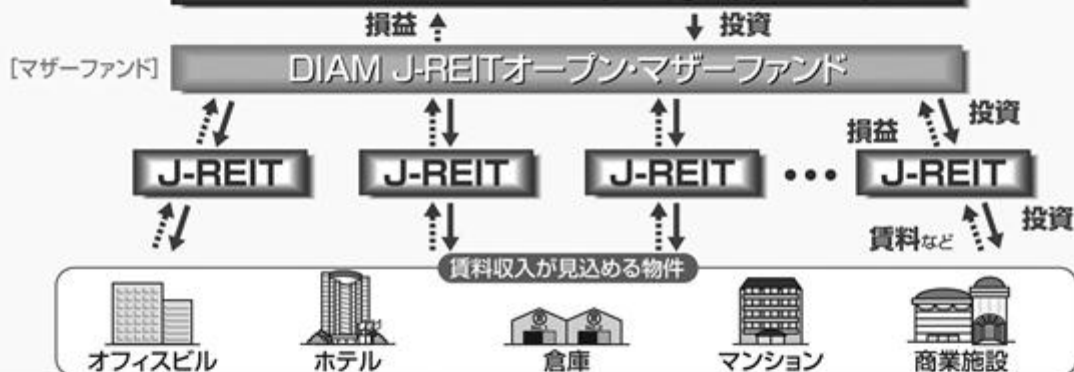 損益 投資
[マザーファンド] DIAM J-REITオープン・マザーファンド
損益 投資
J-REIT J-REIT J-REIT ••• J-REIT
賃料など 投資
賃料収入が見込める物件
オフィスビル ホテル 倉庫 マンション 商業施設